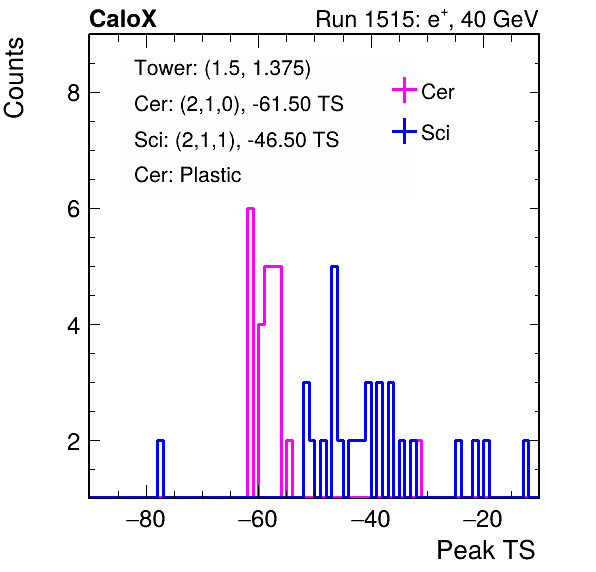 CaloX Run 1515: e⁺, 40 GeV
Counts
Tower: (1.5, 1.375)
Cer: (2,1,0), -61.50 TS
Sci: (2,1,1), -46.50 TS
Cer: Plastic
Cer
Sci
8
6
4
2
−80 −60 −40 −20
Peak TS